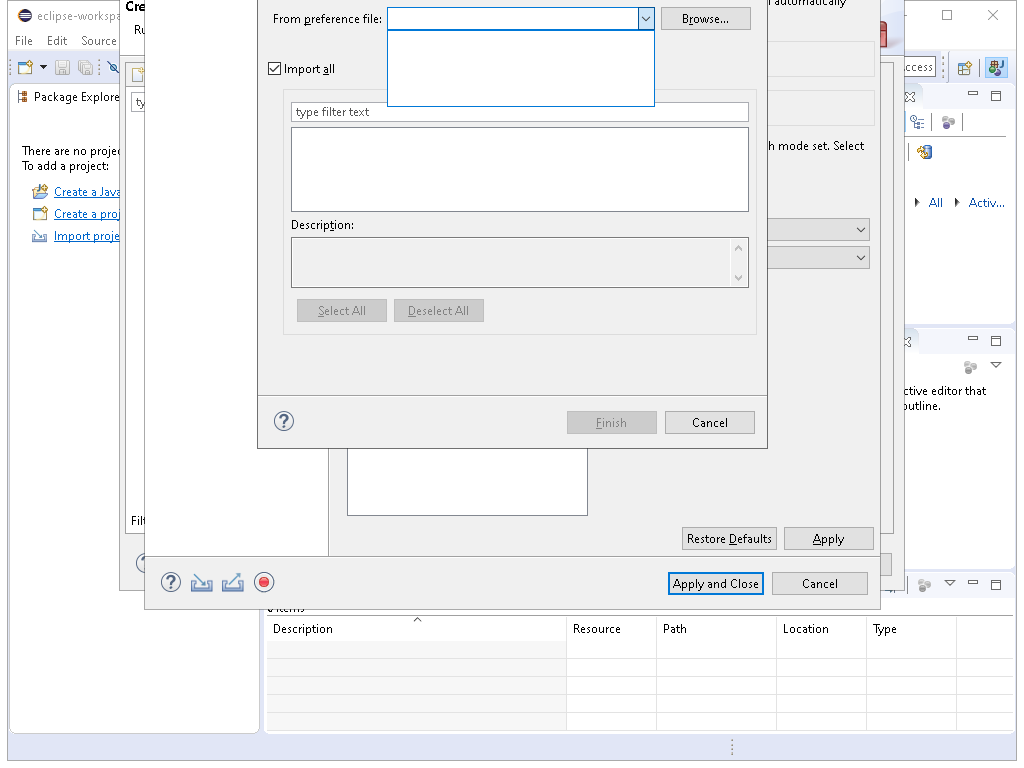 eclipse-workspa
Cre
automatically
From preference file:
Browse...
File Edit Source
Ru
Import all
ccess
Package Explore
ty
type filter text
There are no projec
To add a project:
h mode set. Select
Create a Java
Create a proj
Import proje
All
Activ...
Description:
Select All
Deselect All
ctive editor that
outline.
Finish
Cancel
Filt
Restore Defaults
Apply
Apply and Close
Cancel
0 items
Description
Resource
Path
Location
Type